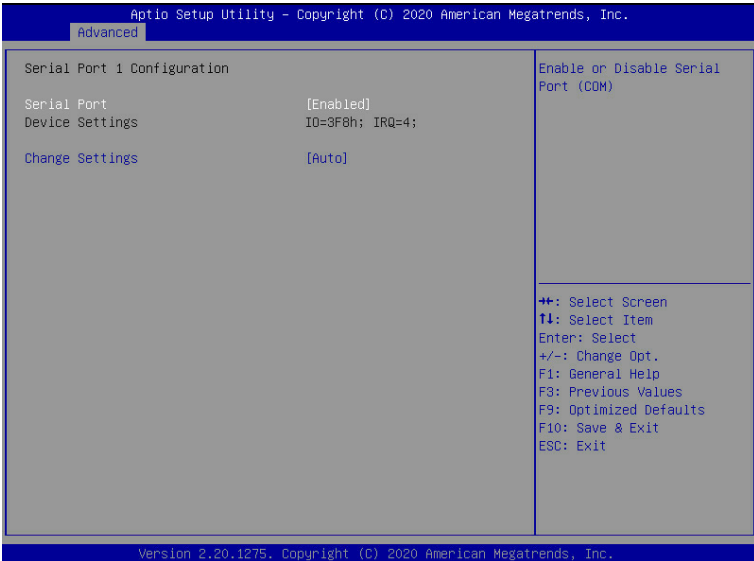 Aptio Setup Utility – Copyright (C) 2020 American Megatrends, Inc.
Advanced
Serial Port 1 Configuration
Serial Port [Enabled]
Device Settings IO=3F8h; IRQ=4;
Change Settings [Auto]
Enable or Disable Serial
Port (COM)
→←: Select Screen
↑↓: Select Item
Enter: Select
+/-: Change Opt.
F1: General Help
F3: Previous Values
F9: Optimized Defaults
F10: Save & Exit
ESC: Exit
Version 2.20.1275. Copyright (C) 2020 American Megatrends, Inc.